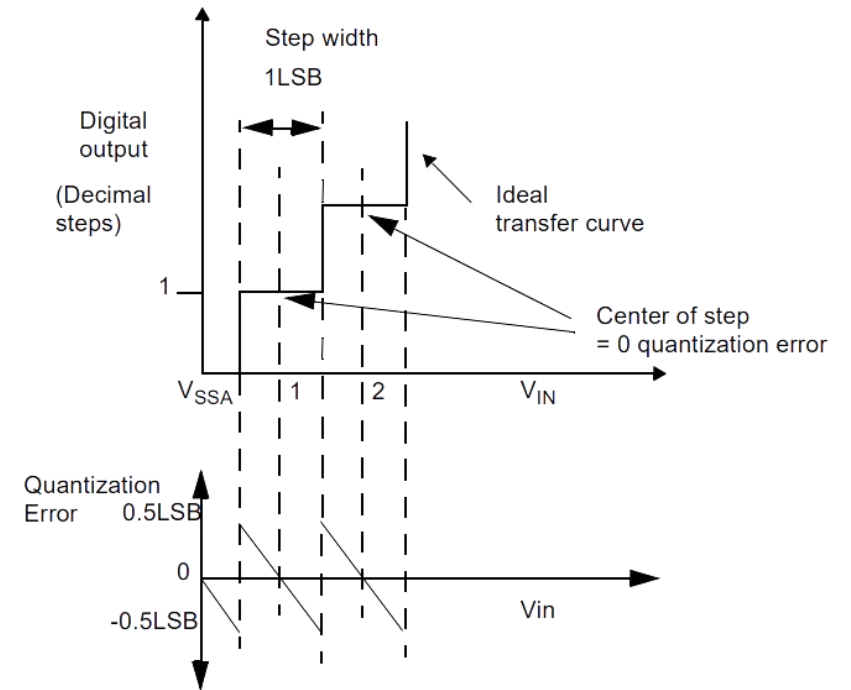 Step width
1LSB
Digital
output
(Decimal
steps)
Ideal
transfer curve
1
Center of step
= 0 quantization error
VSSA
1
2
VIN
Quantization
Error
0.5LSB
0
-0.5LSB
Vin